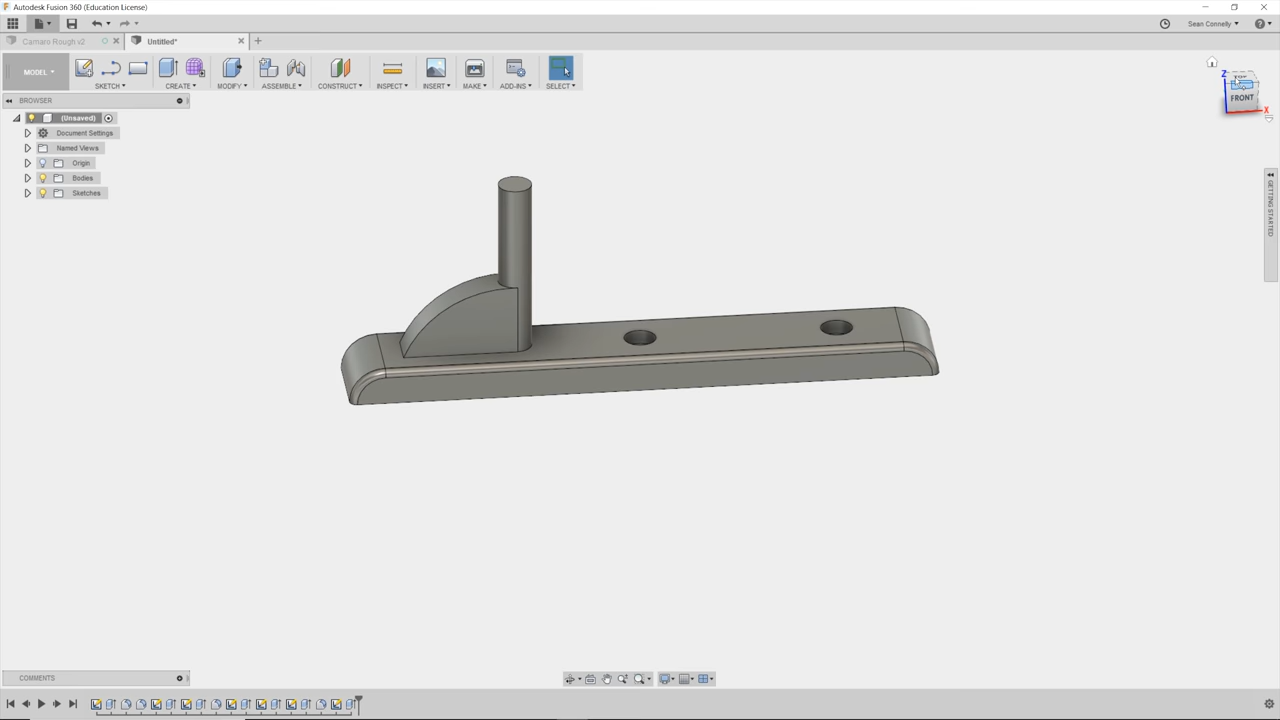 Autodesk Fusion 360 (Education License)
Sean Connelly
Camaro Rough v2
Untitled*
MODEL
SKETCH
CREATE
MODIFY
ASSEMBLE
CONSTRUCT
INSPECT
INSERT
MAKE
ADD-INS
SELECT
Z
TOP
FRONT
X
BROWSER
(Unsaved)
Document Settings
Named Views
Origin
Bodies
Sketches
GETTING STARTED
COMMENTS